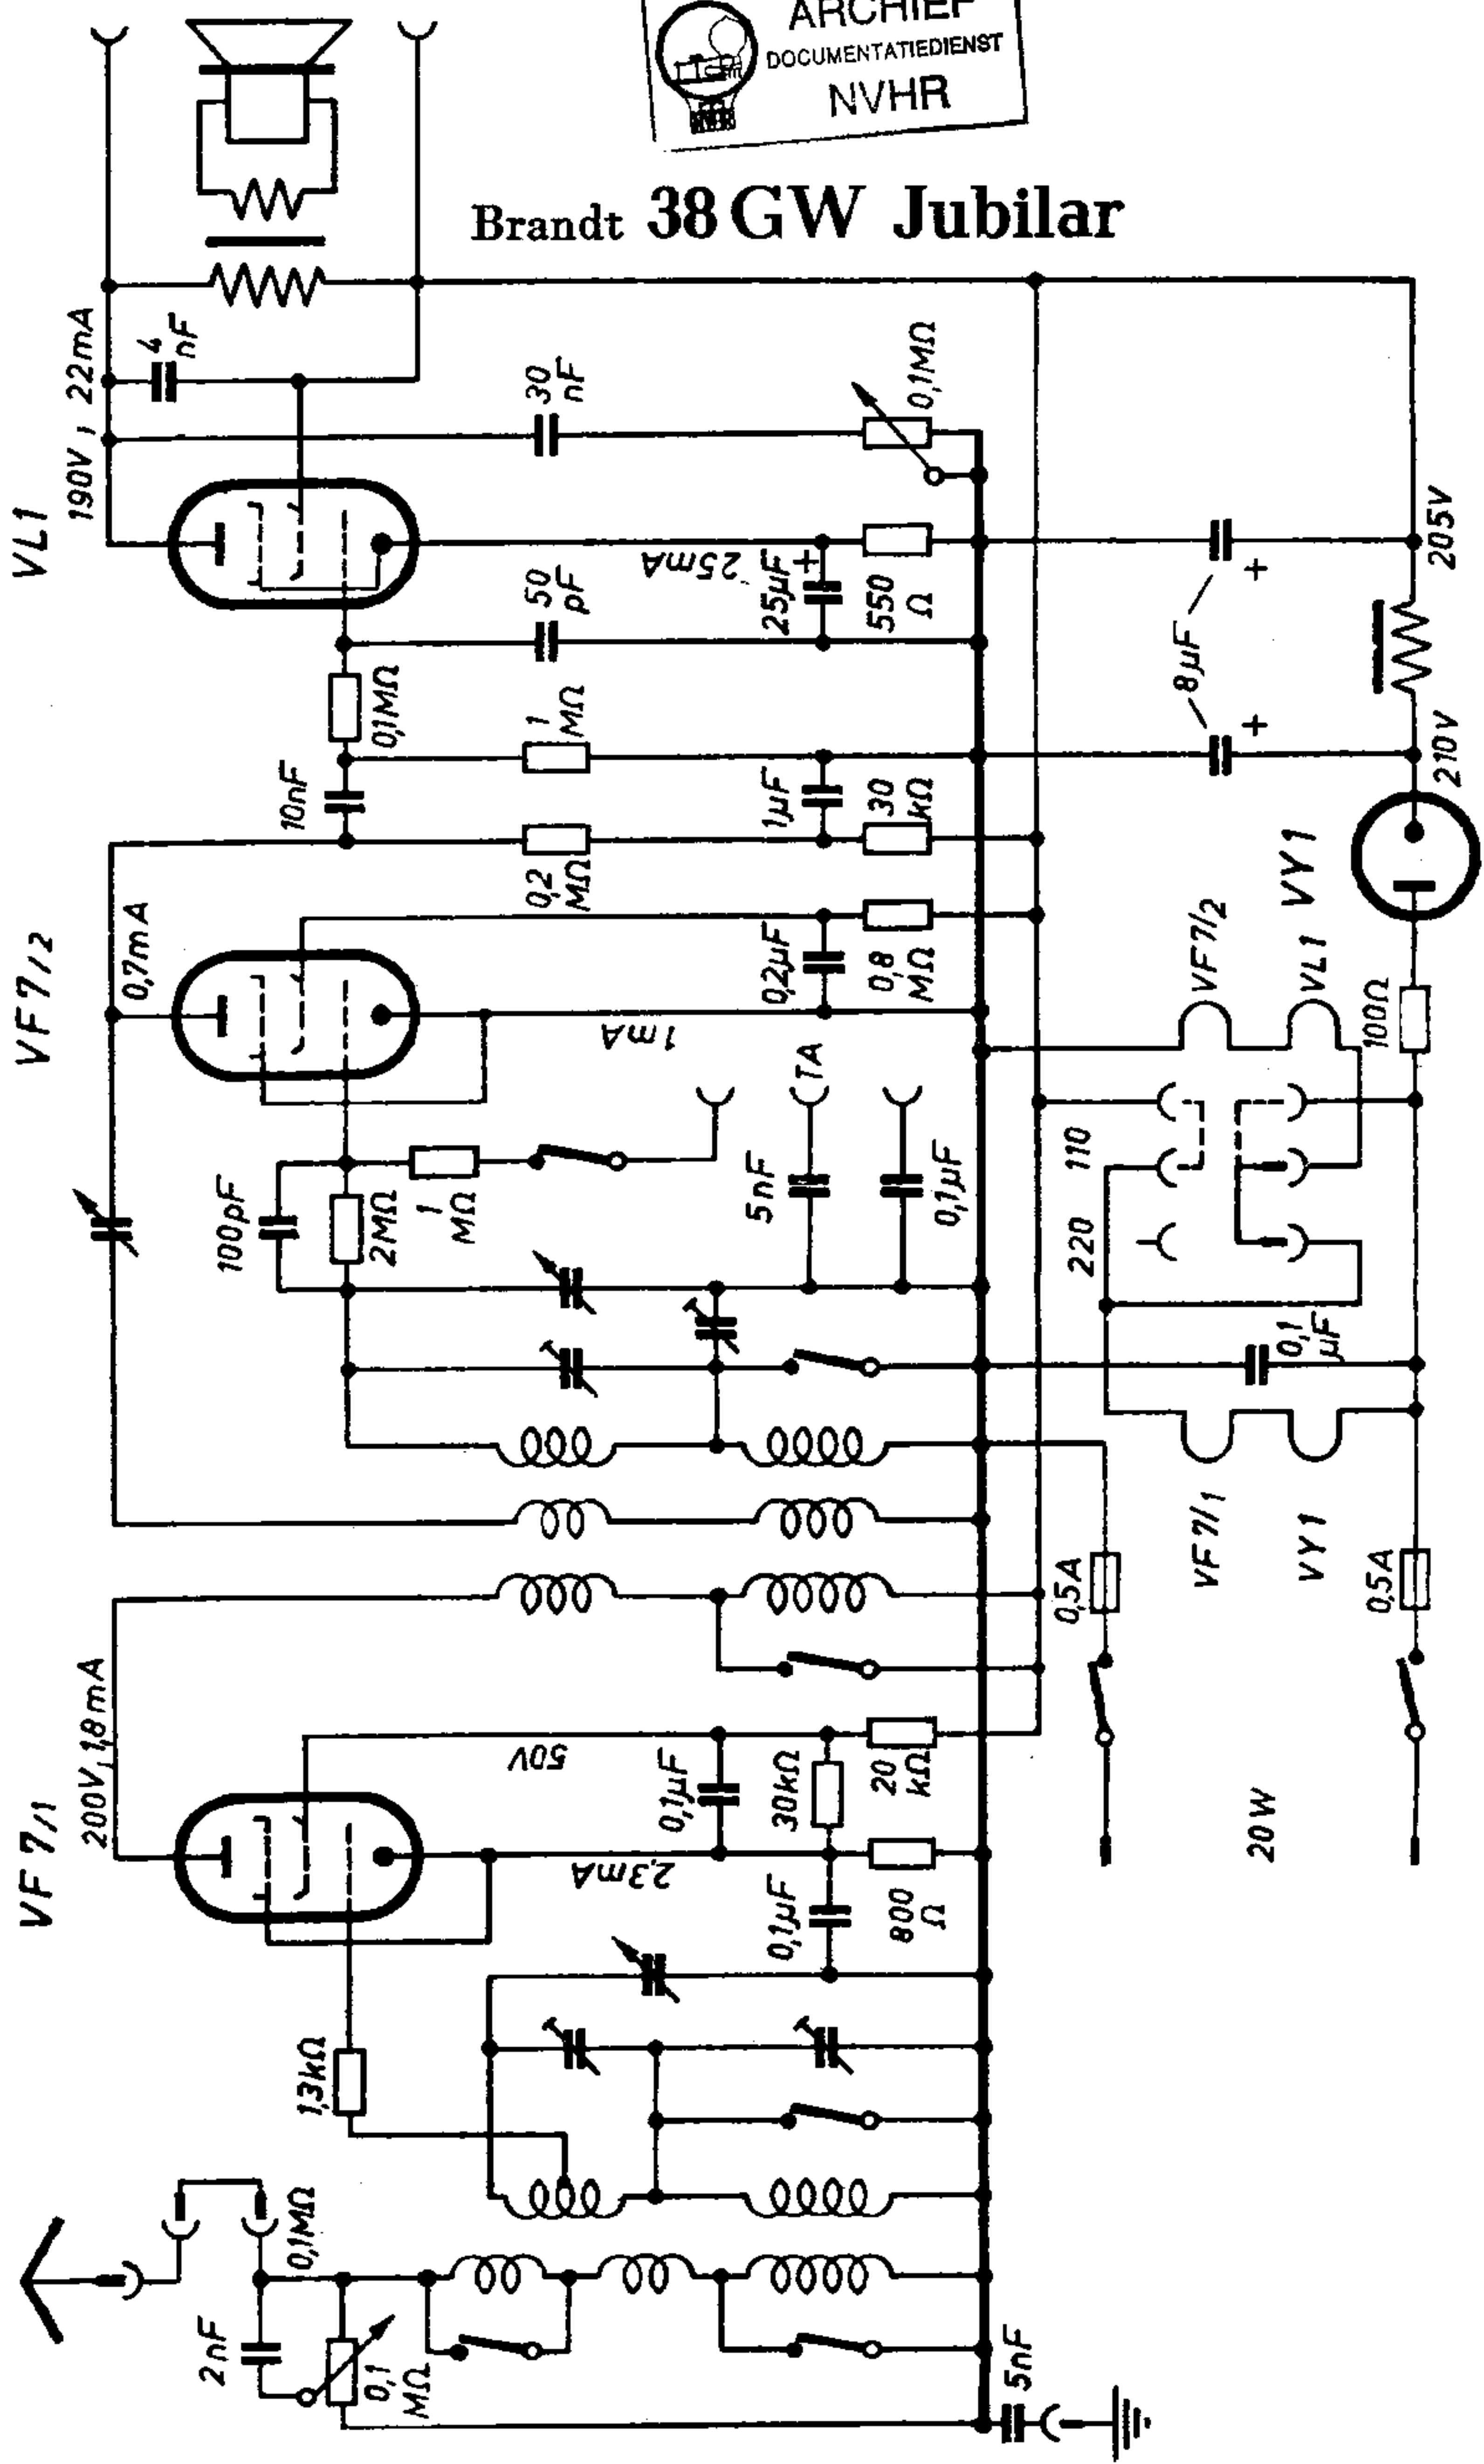 ARCHIEF
DOCUMENTATIEDIENST
NVHR
Brandt 38 GW Jubilar
VF 7/1
200V, 1,8mA
VF 7/2
0,7mA
VL1
190V, 22mA
4
nF
30
nF
0,1MΩ
25mA
50
pF
25µF
+
550
Ω
0,1MΩ
1
MΩ
10nF
1µF
30
kΩ
0,2
MΩ
0,2µF
0,8
MΩ
1mA
100pF
2MΩ
1
MΩ
5nF
TA
0,1µF
50V
0,1µF
30kΩ
20
kΩ
2,3mA
0,1µF
800
Ω
1,3kΩ
0,1MΩ
2nF
0,1
MΩ
5nF
8µF
+
+
205V
210V
VY1
100Ω
VF7/2
VL1
110
220
0,1
µF
VF7/1
VY1
0,5A
0,5A
20W